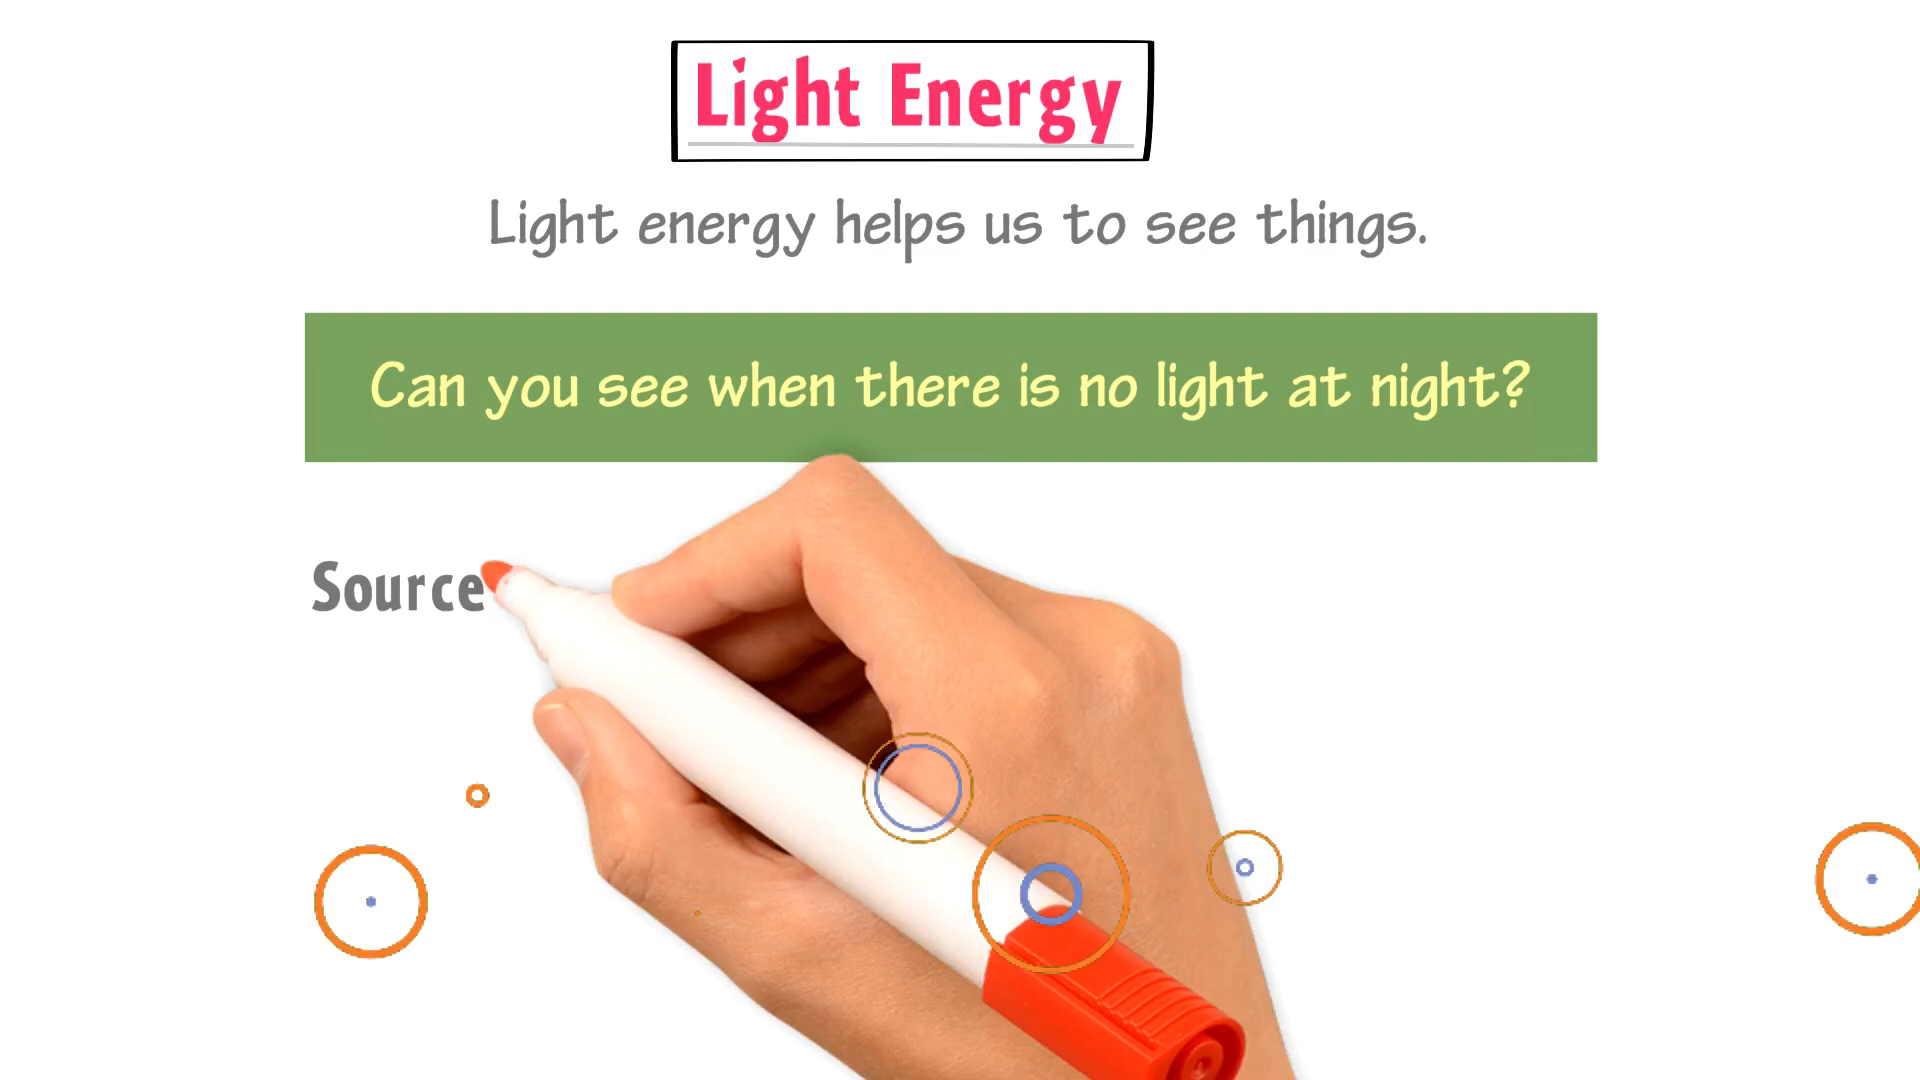 Light Energy
Light energy helps us to see things.
Can you see when there is no light at night?
Source